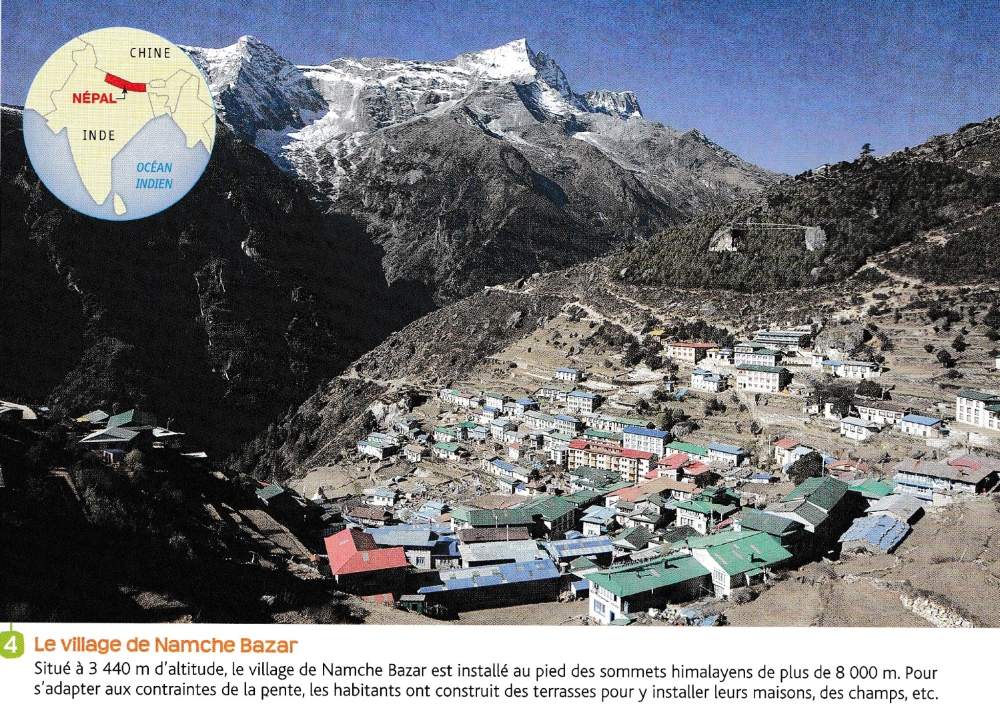 CHINE
NÉPAL
INDE
OCÉAN
INDIEN
4 Le village de Namche Bazar
Situé à 3 440 m d'altitude, le village de Namche Bazar est installé au pied des sommets himalayens de plus de 8 000 m. Pour
s'adapter aux contraintes de la pente, les habitants ont construit des terrasses pour y installer leurs maisons, des champs, etc.